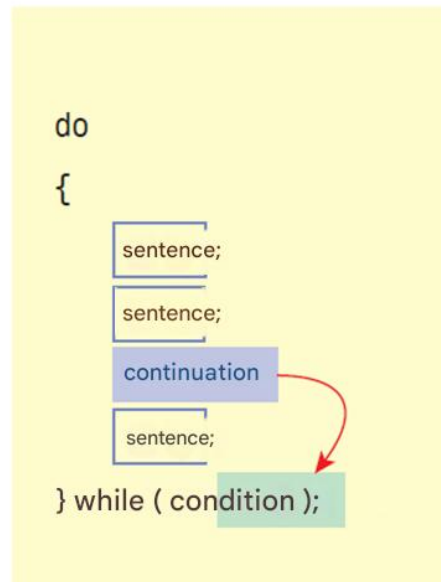 do
{
sentence;
sentence;
continuation
sentence;
} while ( condition );